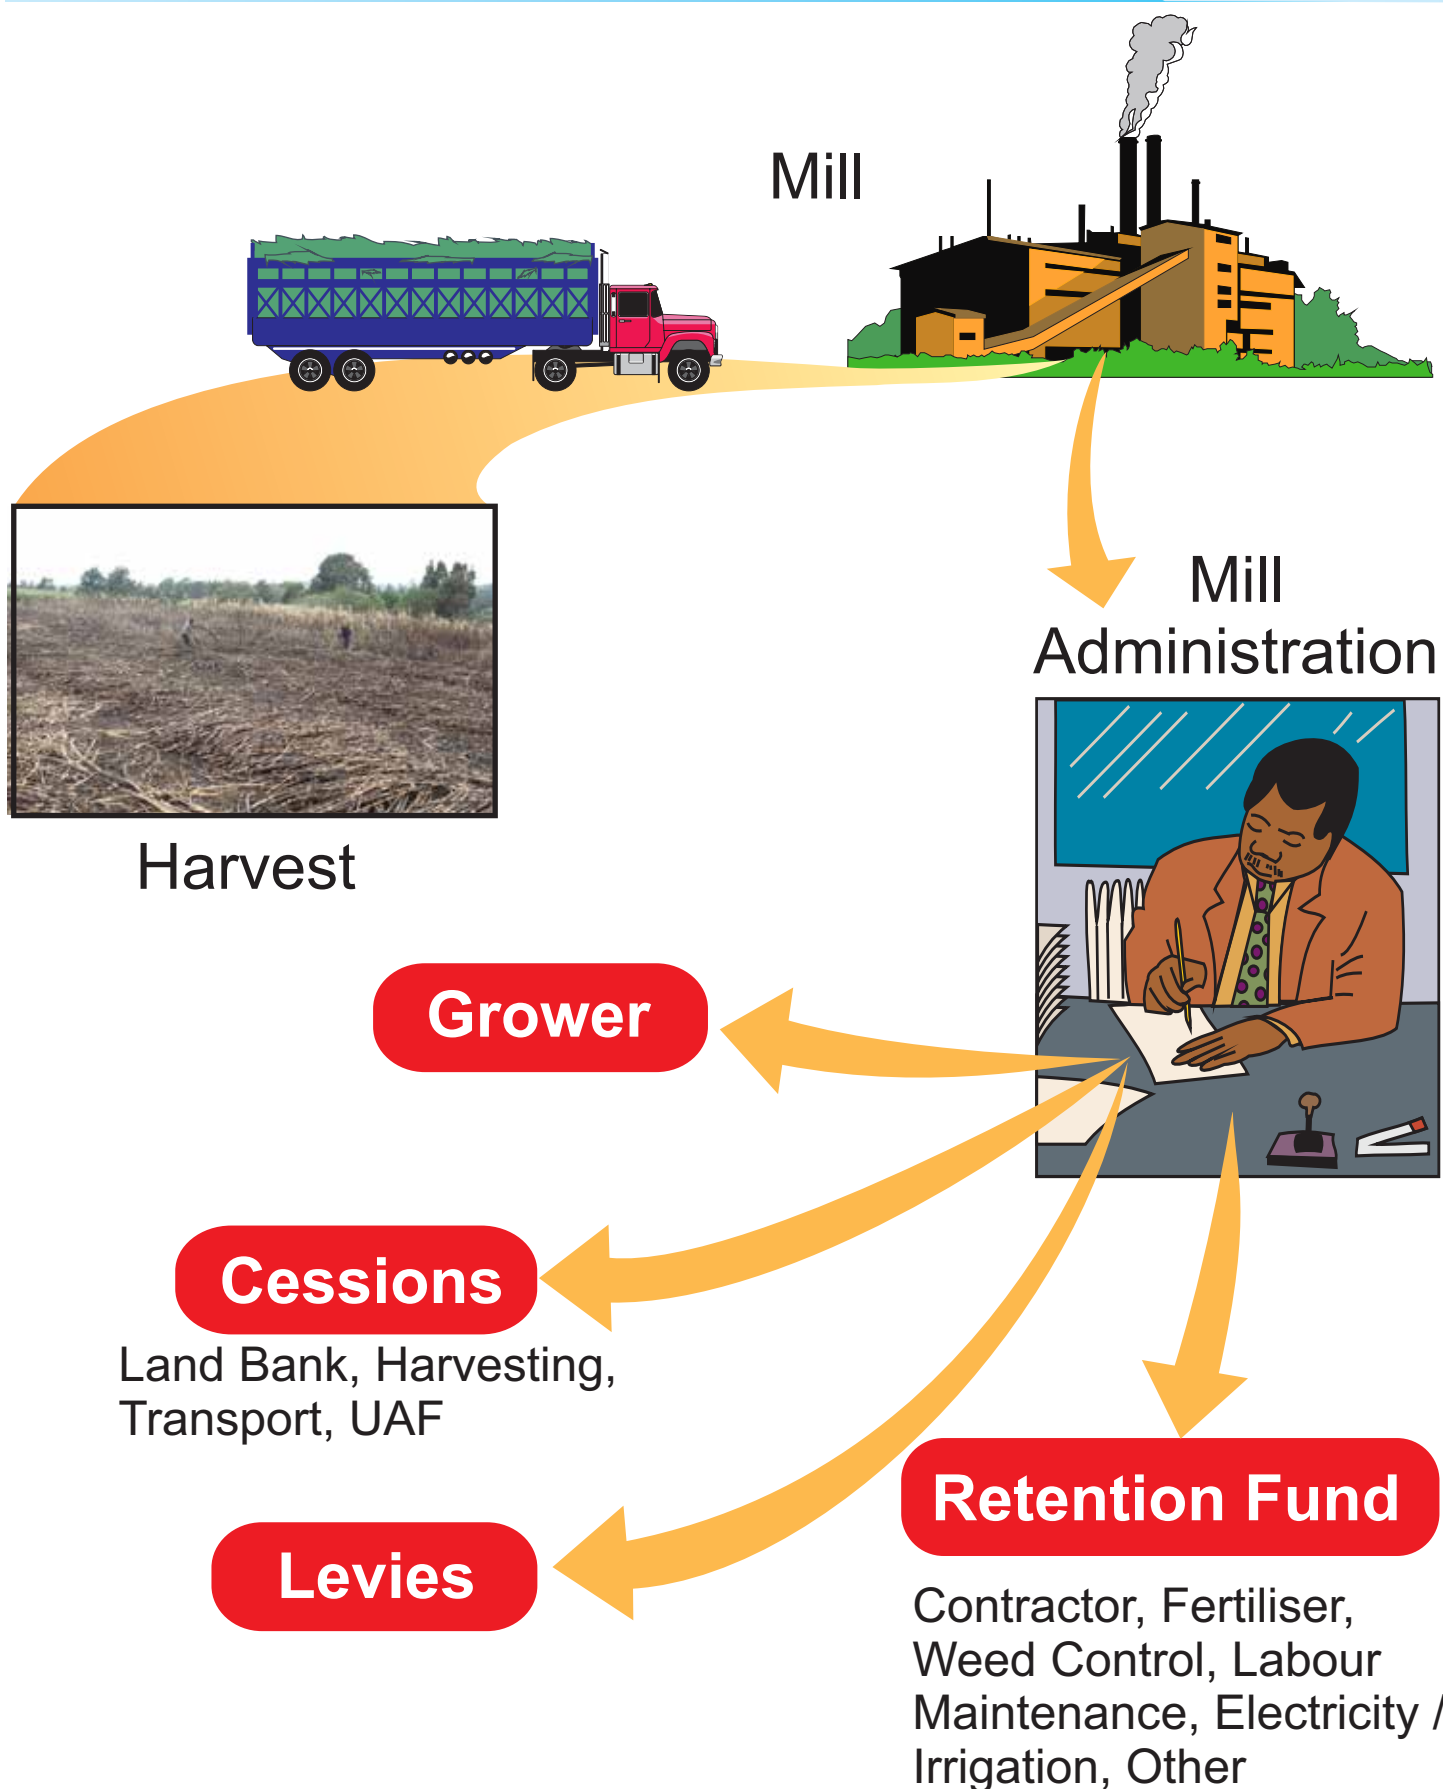 Mill
Mill
Administration
Harvest
Grower
Cessions
Land Bank, Harvesting,
Transport, UAF
Levies
Retention Fund
Contractor, Fertiliser,
Weed Control, Labour
Maintenance, Electricity /
Irrigation, Other